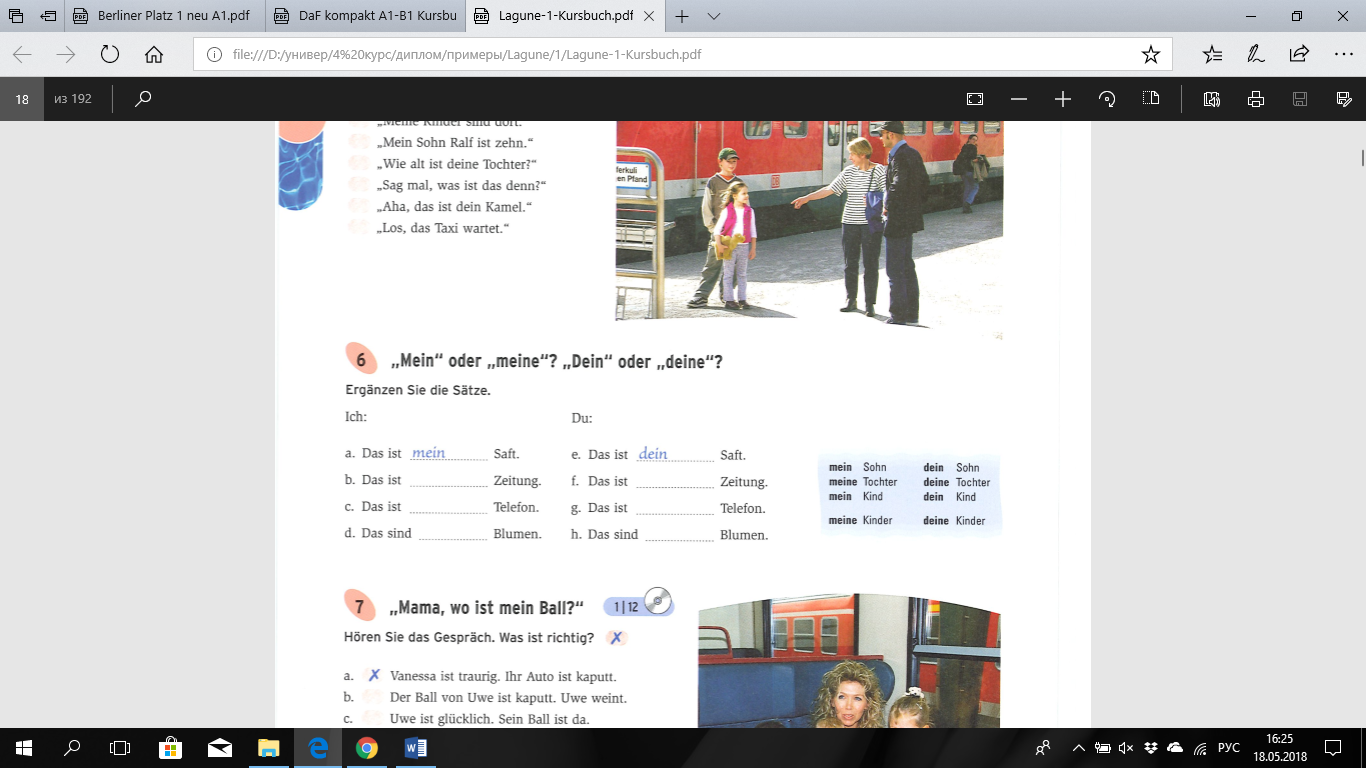 Berliner Platz 1 neu A1.pdf
DaF kompakt A1-B1 Kursbu
Lagune-1-Kursbuch.pdf
file:///D:/универ/4%20курс/диплом/примеры/Lagune/1/Lagune-1-Kursbuch.pdf
18 из 192
„Meine Kinder sind dort.“
„Mein Sohn Ralf ist zehn.“
„Wie alt ist deine Tochter?“
„Sag mal, was ist das denn?“
„Aha, das ist dein Kamel.“
„Los, das Taxi wartet.“
ferkuli
en Pfand
6 „Mein“ oder „meine“? „Dein“ oder „deine“?
Ergänzen Sie die Sätze.
Ich:
a. Das ist mein Saft.
b. Das ist Zeitung.
c. Das ist Telefon.
d. Das sind Blumen.
Du:
e. Das ist dein Saft.
f. Das ist Zeitung.
g. Das ist Telefon.
h. Das sind Blumen.
mein Sohn dein Sohn
meine Tochter deine Tochter
mein Kind dein Kind
meine Kinder deine Kinder
7 „Mama, wo ist mein Ball?“ 1|12
Hören Sie das Gespräch. Was ist richtig? X
a. X Vanessa ist traurig. Ihr Auto ist kaputt.
b. Der Ball von Uwe ist kaputt. Uwe weint.
c. Uwe ist glücklich. Sein Ball ist da.
РУС
16:25
18.05.2018